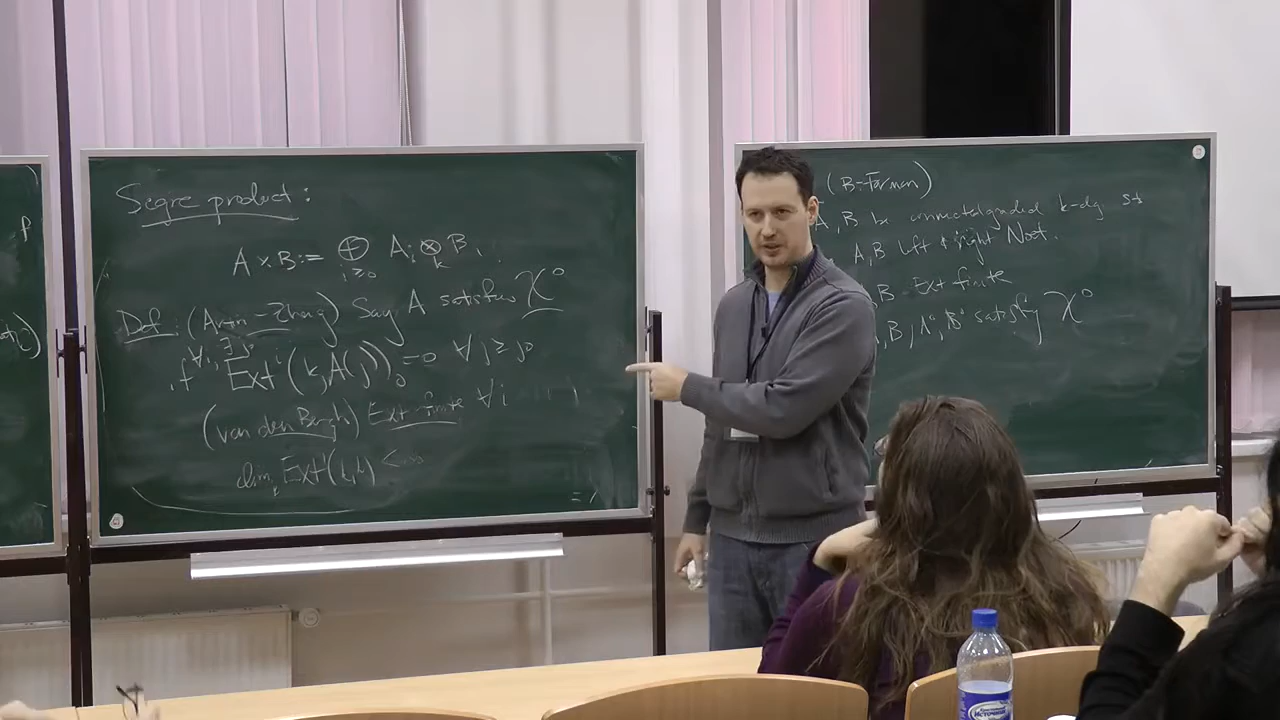 Segre product:
A × B := ⊕_{i≥0} A_i ⊗_k B_i
Def: (Artin-Zhang) Say A satisfies χ°
if ∀i, ∃j₀
Ext^i(k, A(j))₀ = 0 ∀ j ≥ j₀
(van den Bergh) Ext-finite ∀i
dim_k Ext^i(k,k) < ∞
(B-Farman)
A, B be connected graded k-alg. st
A, B left & right Noet.
B Ext finite
B, A°, B° satisfy χ°
ИСТОЧНИК